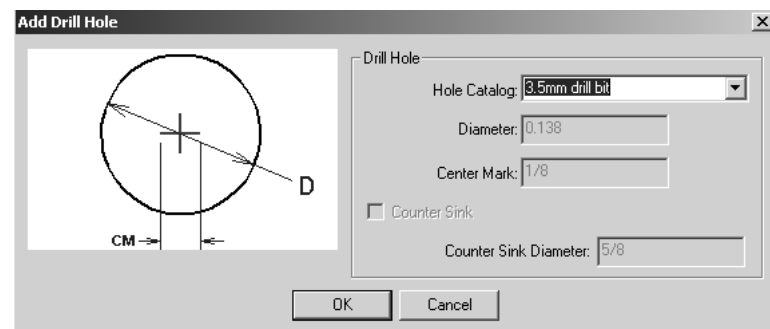 Add Drill Hole
D
CM
Drill Hole
Hole Catalog: 3.5mm drill bit
Diameter: 0.138
Center Mark: 1/8
Counter Sink
Counter Sink Diameter: 5/8
OK Cancel